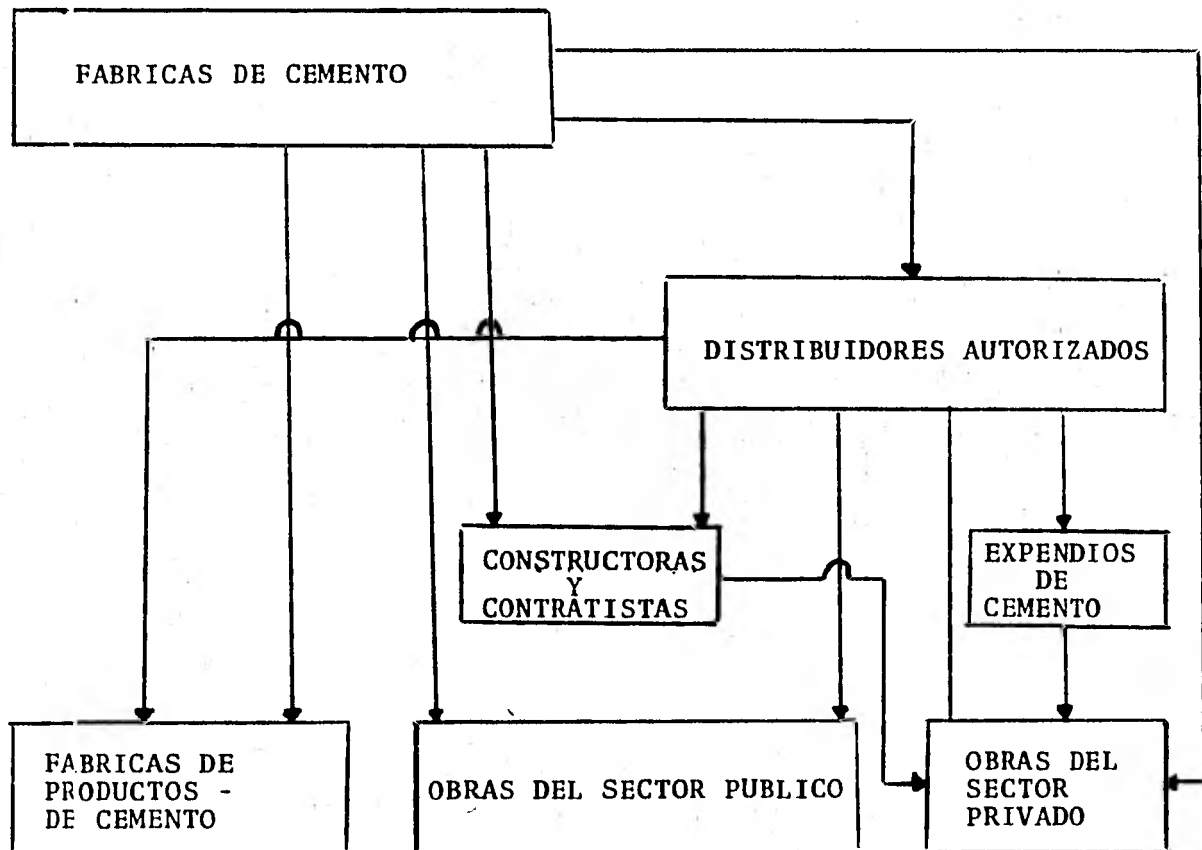 FABRICAS DE CEMENTO
DISTRIBUIDORES AUTORIZADOS
CONSTRUCTORAS
Y
CONTRATISTAS
EXPENDIOS
DE
CEMENTO
FABRICAS DE
PRODUCTOS -
DE CEMENTO
OBRAS DEL SECTOR PUBLICO
OBRAS DEL
SECTOR
PRIVADO